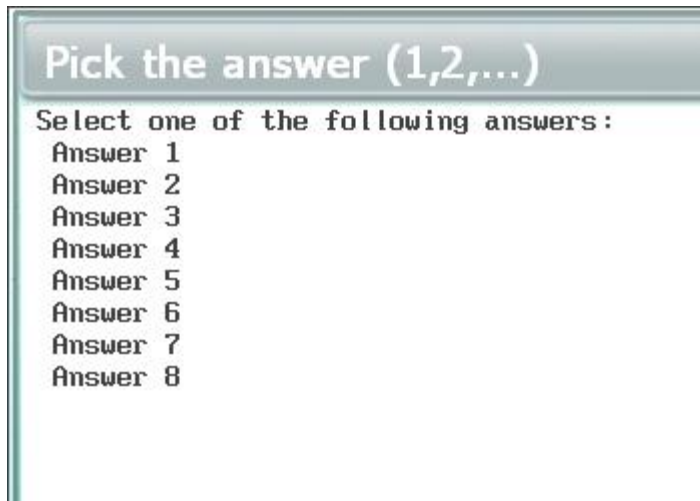 Pick the answer (1,2,...)
Select one of the following answers:
Answer 1
Answer 2
Answer 3
Answer 4
Answer 5
Answer 6
Answer 7
Answer 8